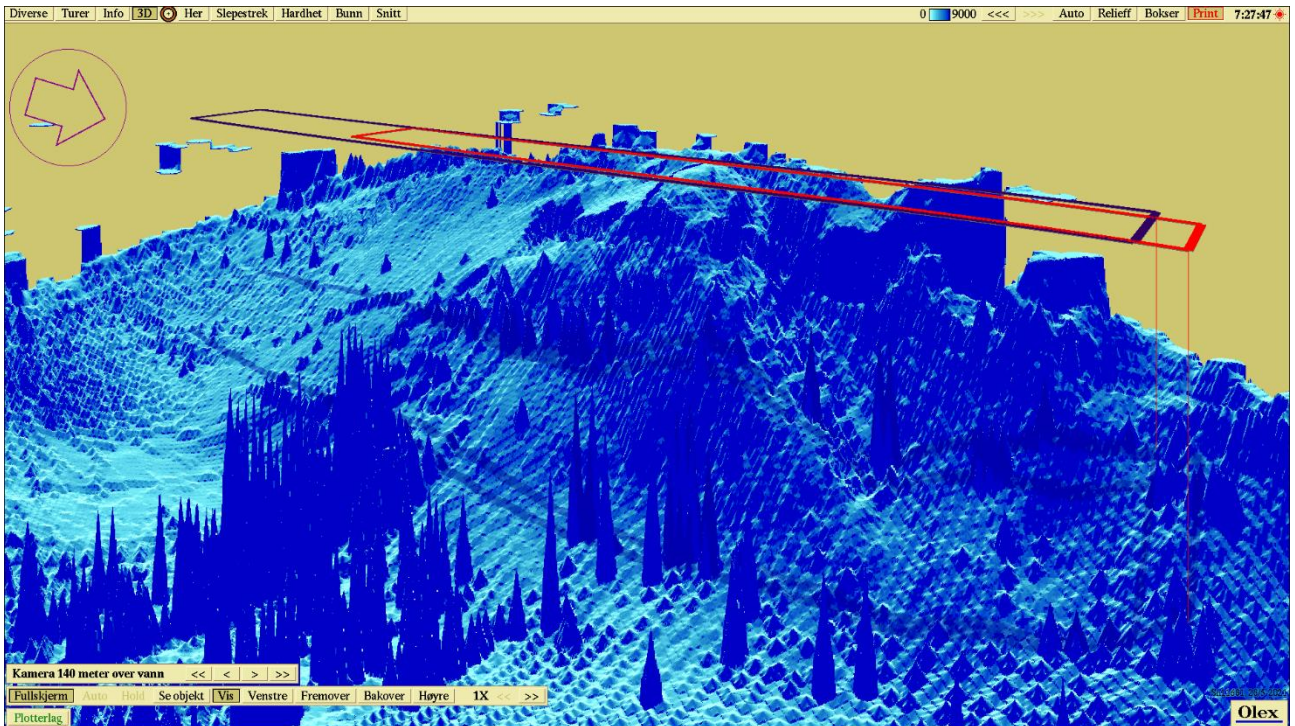 Diverse Turer Info 3D Her Slepestrek Hardhet Bunn Snitt 0 9000 <<< >>> Auto Relieff Bokser Print 7:27:47
Kamera 140 meter over vann << < > >>
Fullskjerm Auto Hold Se objekt Vis Venstre Fremover Bakover Høyre 1X << >>
Plotterlag Olex